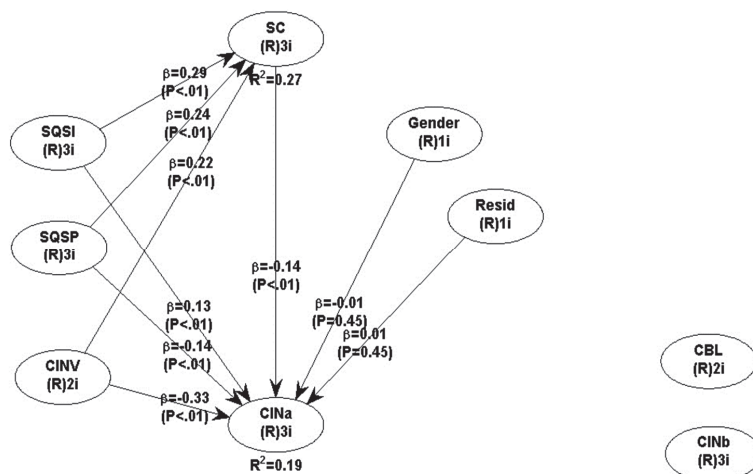 SC
(R)3i
R²=0.27
β=0.29
(P<.01)
β=0.24
(P<.01)
β=0.22
(P<.01)
SQSI
(R)3i
Gender
(R)1i
Resid
(R)1i
SQSP
(R)3i
β=-0.14
(P<.01)
β=0.13
(P<.01)
β=-0.01
(P=0.45)
β=0.01
(P=0.45)
β=-0.14
(P<.01)
CINV
(R)2i
β=-0.33
(P<.01)
CINa
(R)3i
R²=0.19
CBL
(R)2i
CINb
(R)3i